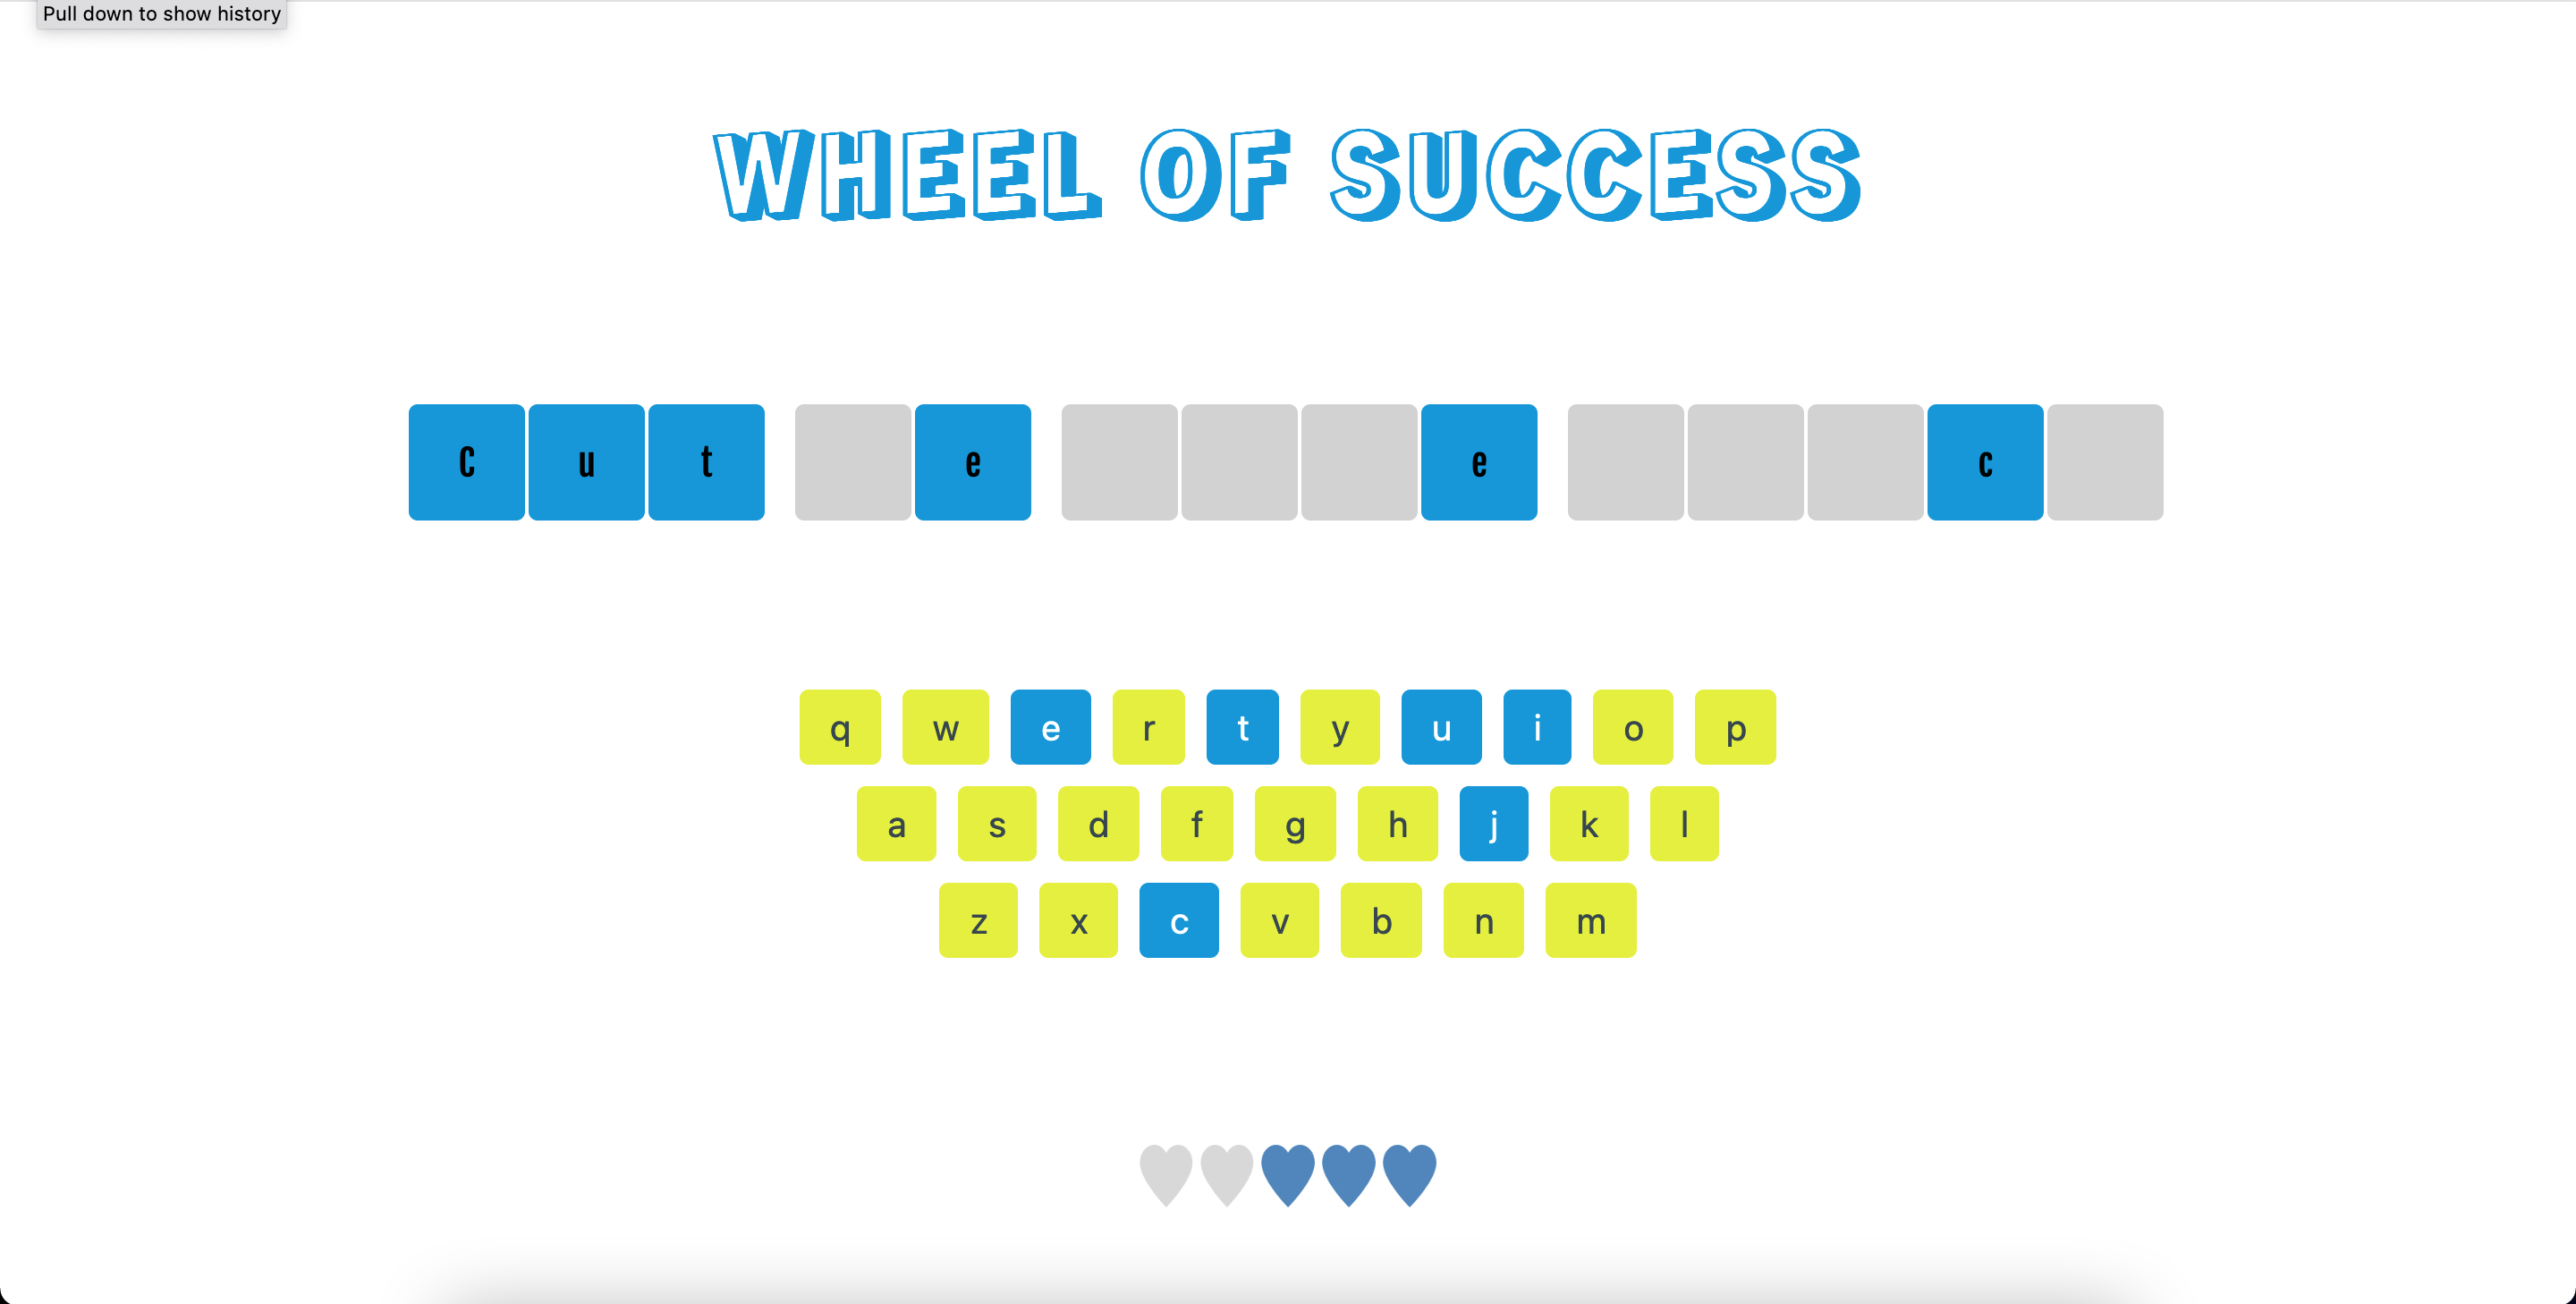 Pull down to show history
WHEEL OF SUCCESS
C u t e e c
q w e r t y u i o p
a s d f g h j k l
z x c v b n m